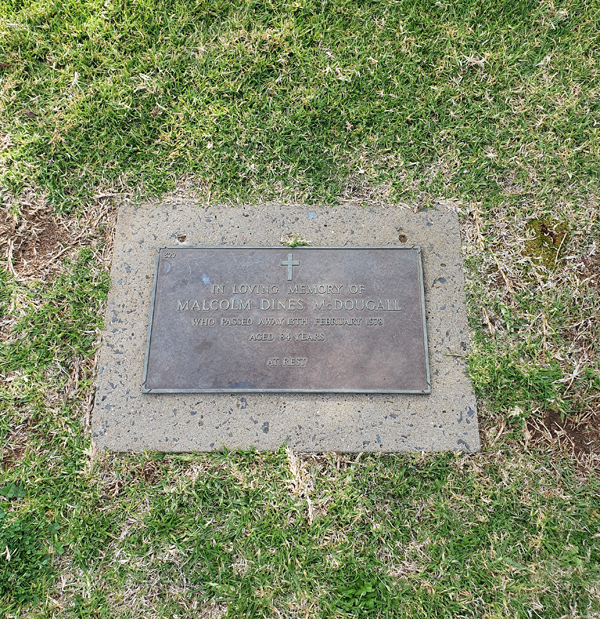 IN LOVING MEMORY OF
MALCOLM DINES McDOUGALL
WHO PASSED AWAY 18TH FEBRUARY 1978
AGED 84 YEARS
AT REST